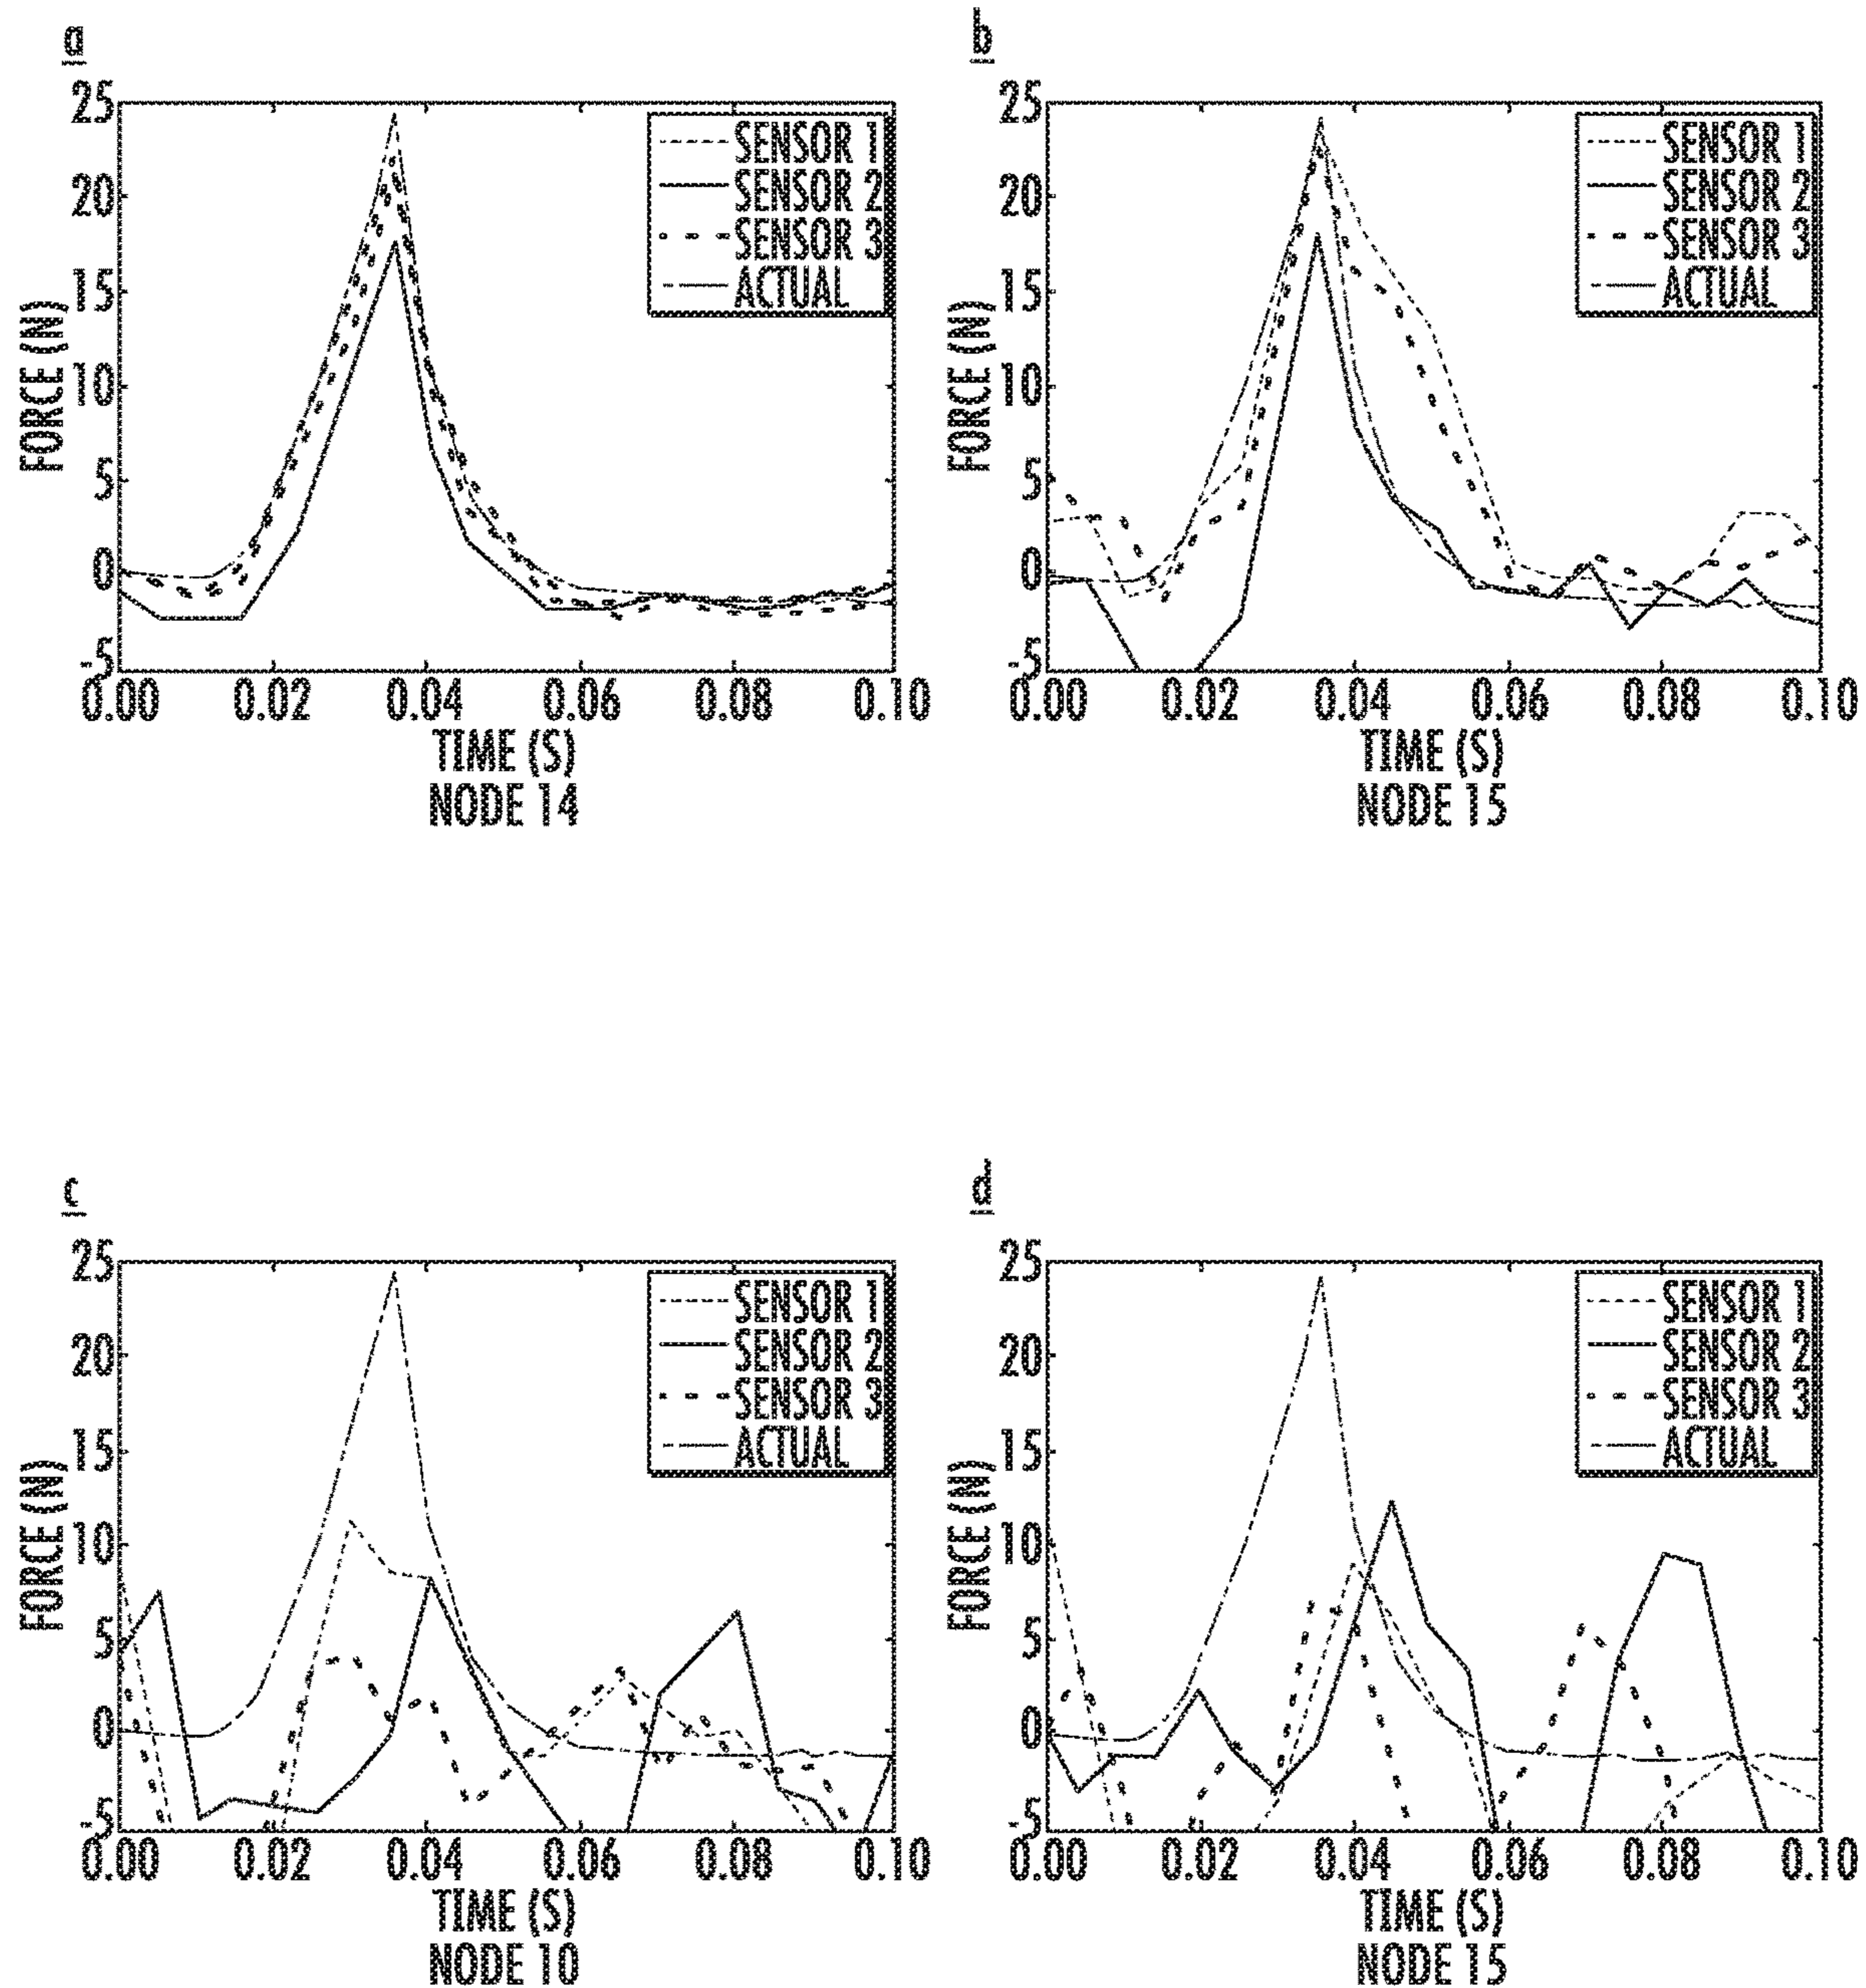 a
25
20
15
10
5
0
-5
FORCE (N)
SENSOR 1
SENSOR 2
SENSOR 3
ACTUAL
0.00 0.02 0.04 0.06 0.08 0.10
TIME (S)
NODE 14
b
25
20
15
10
5
0
-5
FORCE (N)
SENSOR 1
SENSOR 2
SENSOR 3
ACTUAL
0.00 0.02 0.04 0.06 0.08 0.10
TIME (S)
NODE 15
c
25
20
15
10
5
0
-5
FORCE (N)
SENSOR 1
SENSOR 2
SENSOR 3
ACTUAL
0.00 0.02 0.04 0.06 0.08 0.10
TIME (S)
NODE 10
d
25
20
15
10
5
0
-5
FORCE (N)
SENSOR 1
SENSOR 2
SENSOR 3
ACTUAL
0.00 0.02 0.04 0.06 0.08 0.10
TIME (S)
NODE 15